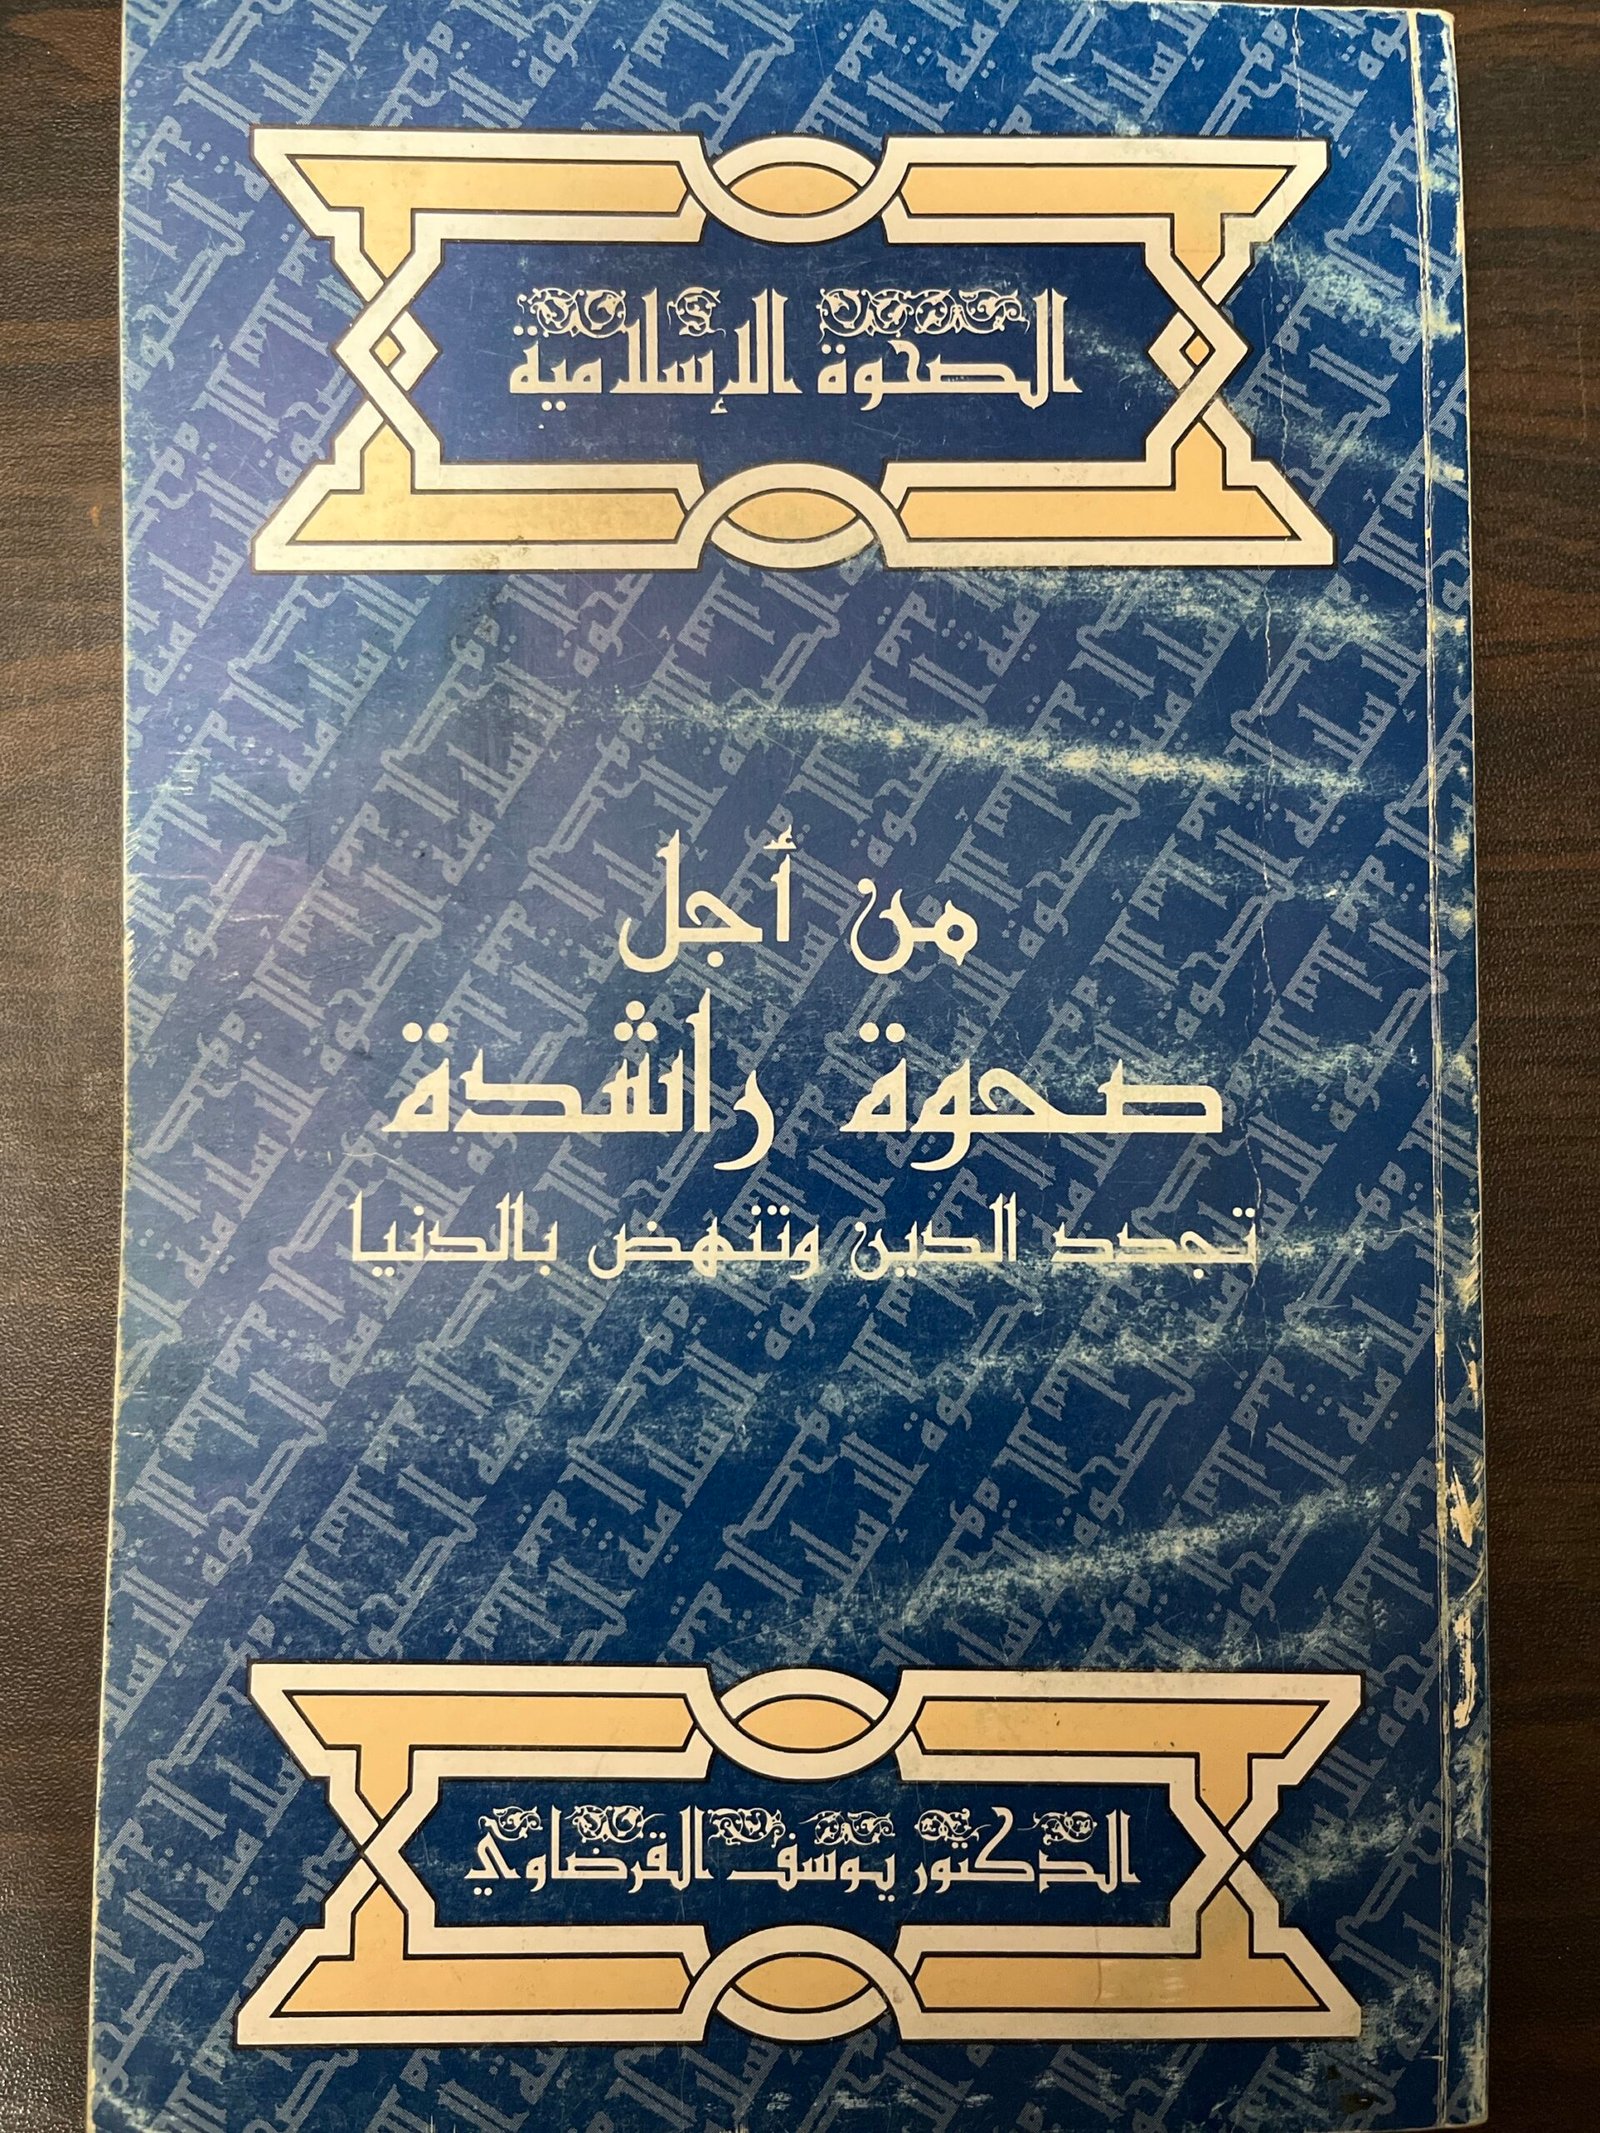 الصحوة الإسلامية
من أجل
صحوة راشدة
تجدد الدين وتنهض بالدنيا
الدكتور يوسف القرضاوي